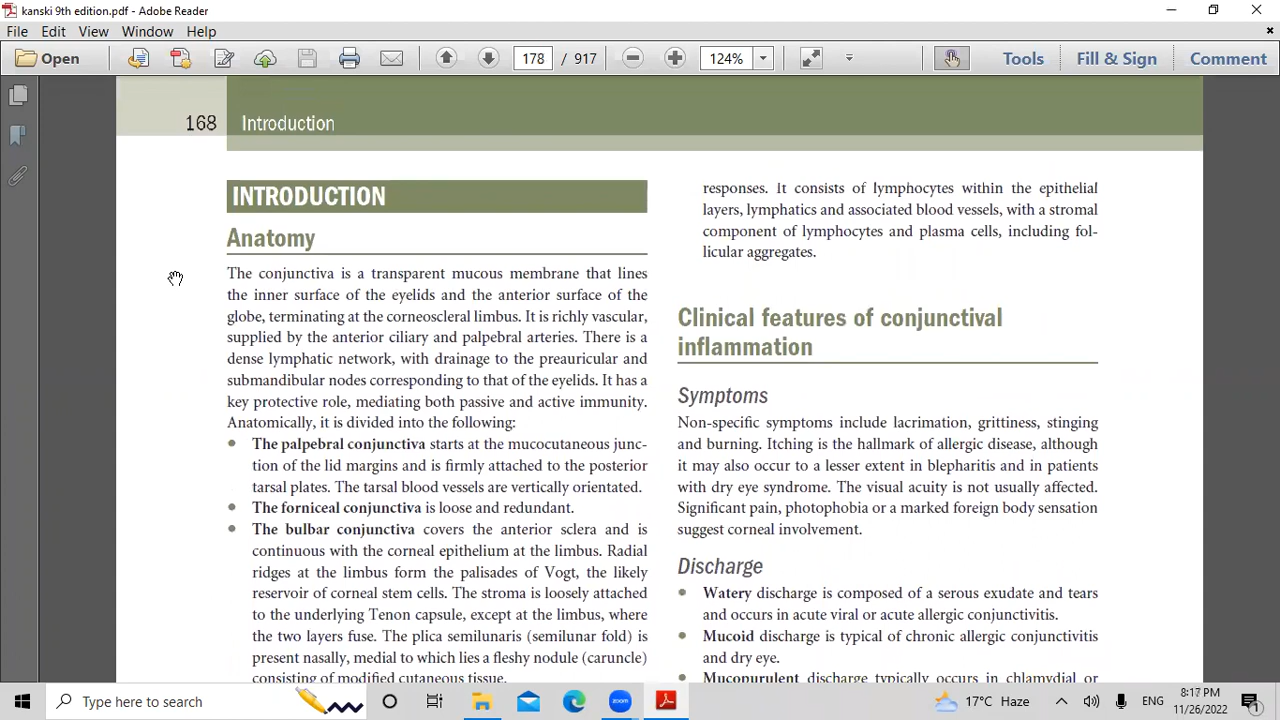 kanski 9th edition.pdf - Adobe Reader
File Edit View Window Help
Open 178 / 917 124% Tools Fill & Sign Comment
168 Introduction
INTRODUCTION
Anatomy
The conjunctiva is a transparent mucous membrane that lines
the inner surface of the eyelids and the anterior surface of the
globe, terminating at the corneoscleral limbus. It is richly vascular,
supplied by the anterior ciliary and palpebral arteries. There is a
dense lymphatic network, with drainage to the preauricular and
submandibular nodes corresponding to that of the eyelids. It has a
key protective role, mediating both passive and active immunity.
Anatomically, it is divided into the following:
• The palpebral conjunctiva starts at the mucocutaneous junc-
tion of the lid margins and is firmly attached to the posterior
tarsal plates. The tarsal blood vessels are vertically orientated.
• The forniceal conjunctiva is loose and redundant.
• The bulbar conjunctiva covers the anterior sclera and is
continuous with the corneal epithelium at the limbus. Radial
ridges at the limbus form the palisades of Vogt, the likely
reservoir of corneal stem cells. The stroma is loosely attached
to the underlying Tenon capsule, except at the limbus, where
the two layers fuse. The plica semilunaris (semilunar fold) is
present nasally, medial to which lies a fleshy nodule (caruncle)
consisting of modified cutaneous tissue.
responses. It consists of lymphocytes within the epithelial
layers, lymphatics and associated blood vessels, with a stromal
component of lymphocytes and plasma cells, including fol-
licular aggregates.
Clinical features of conjunctival
inflammation
Symptoms
Non-specific symptoms include lacrimation, grittiness, stinging
and burning. Itching is the hallmark of allergic disease, although
it may also occur to a lesser extent in blepharitis and in patients
with dry eye syndrome. The visual acuity is not usually affected.
Significant pain, photophobia or a marked foreign body sensation
suggest corneal involvement.
Discharge
• Watery discharge is composed of a serous exudate and tears
and occurs in acute viral or acute allergic conjunctivitis.
• Mucoid discharge is typical of chronic allergic conjunctivitis
and dry eye.
• Mucopurulent discharge typically occurs in chlamydial or
Type here to search
zoom
17°C Haze
8:17 PM
11/26/2022
1